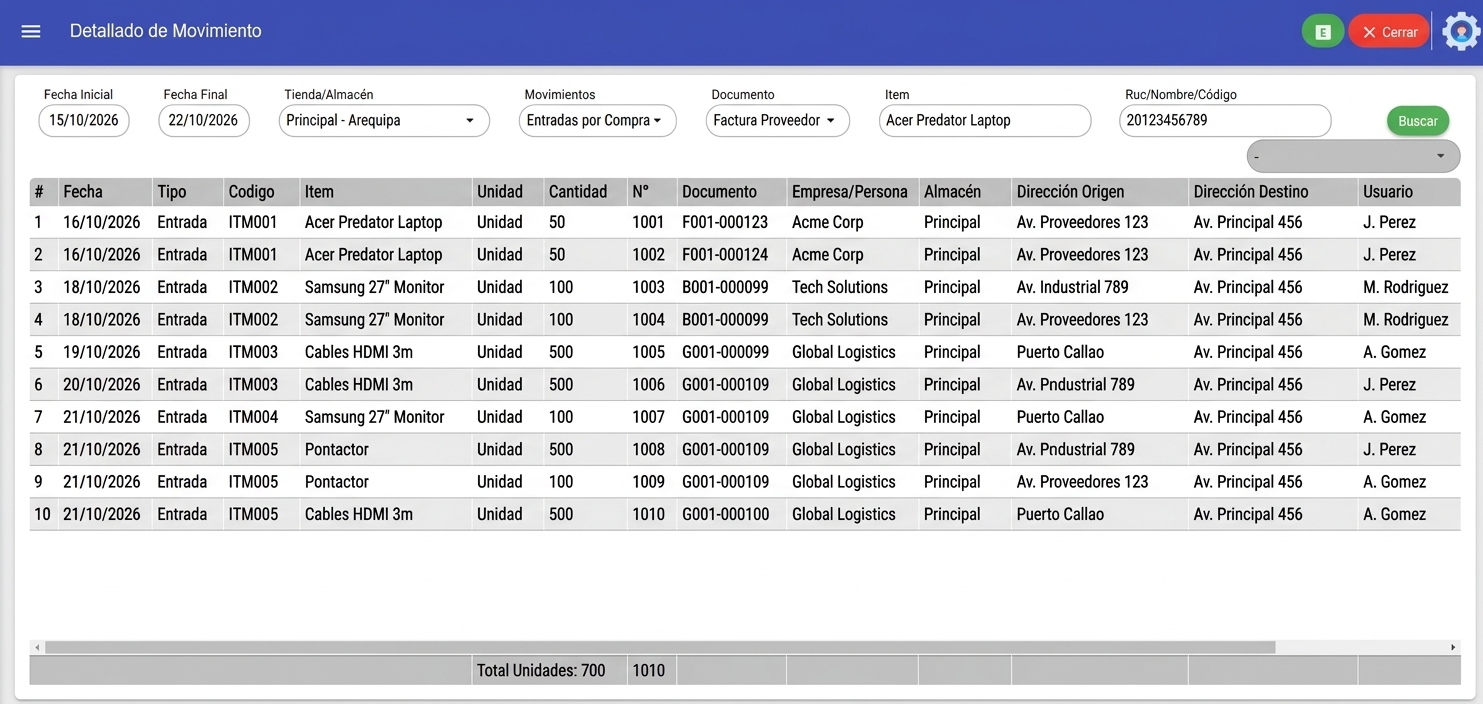 Detallado de Movimiento
E
Cerrar
Fecha Inicial Fecha Final Tienda/Almacén Movimientos Documento Item Ruc/Nombre/Código
15/10/2026 22/10/2026 Principal - Arequipa Entradas por Compra Factura Proveedor Acer Predator Laptop 20123456789 Buscar
-
# Fecha Tipo Codigo Item Unidad Cantidad N° Documento Empresa/Persona Almacén Dirección Origen Dirección Destino Usuario
1 16/10/2026 Entrada ITM001 Acer Predator Laptop Unidad 50 1001 F001-000123 Acme Corp Principal Av. Proveedores 123 Av. Principal 456 J. Perez
2 16/10/2026 Entrada ITM001 Acer Predator Laptop Unidad 50 1002 F001-000124 Acme Corp Principal Av. Proveedores 123 Av. Principal 456 J. Perez
3 18/10/2026 Entrada ITM002 Samsung 27" Monitor Unidad 100 1003 B001-000099 Tech Solutions Principal Av. Industrial 789 Av. Principal 456 M. Rodriguez
4 18/10/2026 Entrada ITM002 Samsung 27" Monitor Unidad 100 1004 B001-000099 Tech Solutions Principal Av. Proveedores 123 Av. Principal 456 M. Rodriguez
5 19/10/2026 Entrada ITM003 Cables HDMI 3m Unidad 500 1005 G001-000099 Global Logistics Principal Puerto Callao Av. Principal 456 A. Gomez
6 20/10/2026 Entrada ITM003 Cables HDMI 3m Unidad 500 1006 G001-000109 Global Logistics Principal Av. Pndustrial 789 Av. Principal 456 J. Perez
7 21/10/2026 Entrada ITM004 Samsung 27" Monitor Unidad 100 1007 G001-000109 Global Logistics Principal Puerto Callao Av. Principal 456 A. Gomez
8 21/10/2026 Entrada ITM005 Pontactor Unidad 500 1008 G001-000109 Global Logistics Principal Av. Pndustrial 789 Av. Principal 456 J. Perez
9 21/10/2026 Entrada ITM005 Pontactor Unidad 100 1009 G001-000109 Global Logistics Principal Av. Proveedores 123 Av. Principal 456 A. Gomez
10 21/10/2026 Entrada ITM005 Cables HDMI 3m Unidad 500 1010 G001-000100 Global Logistics Principal Puerto Callao Av. Principal 456 A. Gomez
Total Unidades: 700 1010